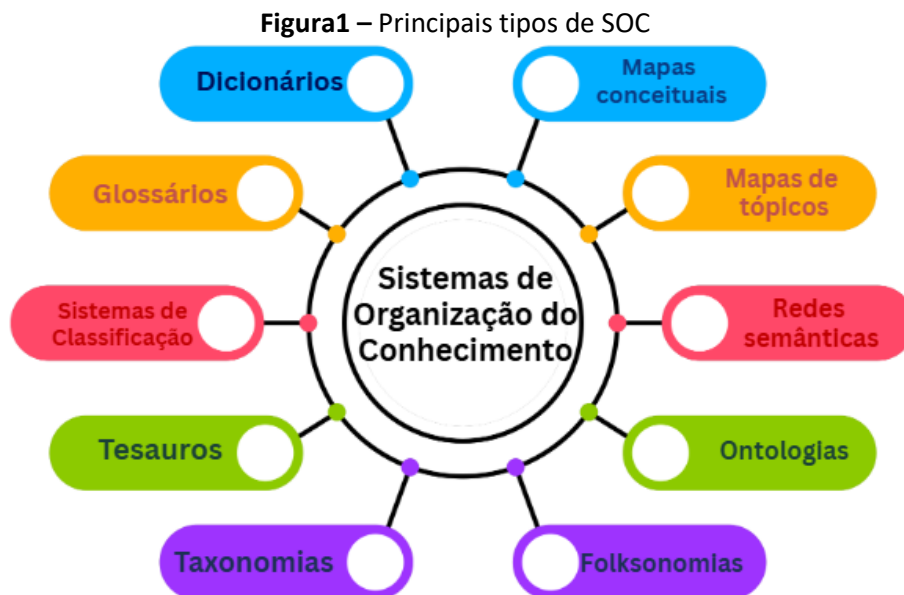 Figura1 – Principais tipos de SOC
Dicionários
Mapas
conceituais
Glossários
Mapas de
tópicos
Sistemas de
Classificação
Sistemas de
Organização do
Conhecimento
Redes
semânticas
Tesauros
Ontologias
Taxonomias
Folksonomias